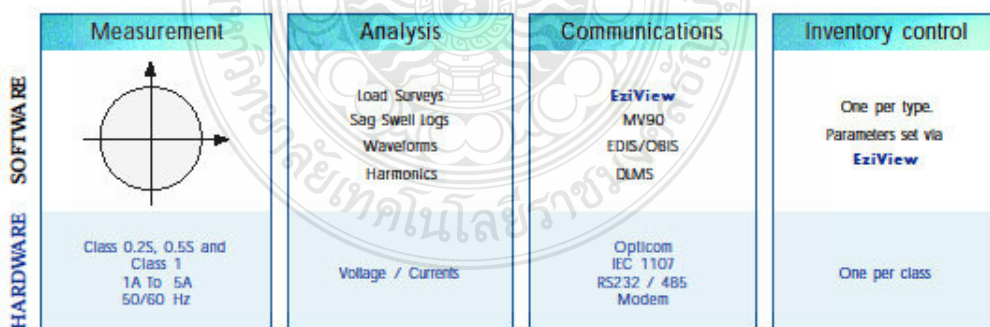 Measurement
Analysis
Communications
Inventory control
SOFTWARE
Load Surveys
Sag Swell Logs
Waveforms
Harmonics
EziView
MV90
EDIS/OBIS
DLMS
One per type.
Parameters set via
EziView
HARDWARE
Class 0.2S, 0.5S and
Class 1
1A To 5A
50/60 Hz
Voltage / Currents
Opticom
IEC 1107
RS232 / 485
Modem
One per class